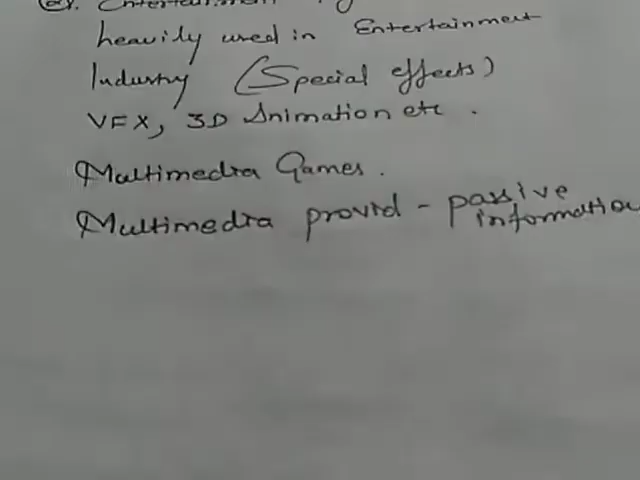 heavily used in Entertainment
Industry (Special effects)
VFX, 3D Animation etc.
Multimedia Games.
Multimedia provid - passive
information